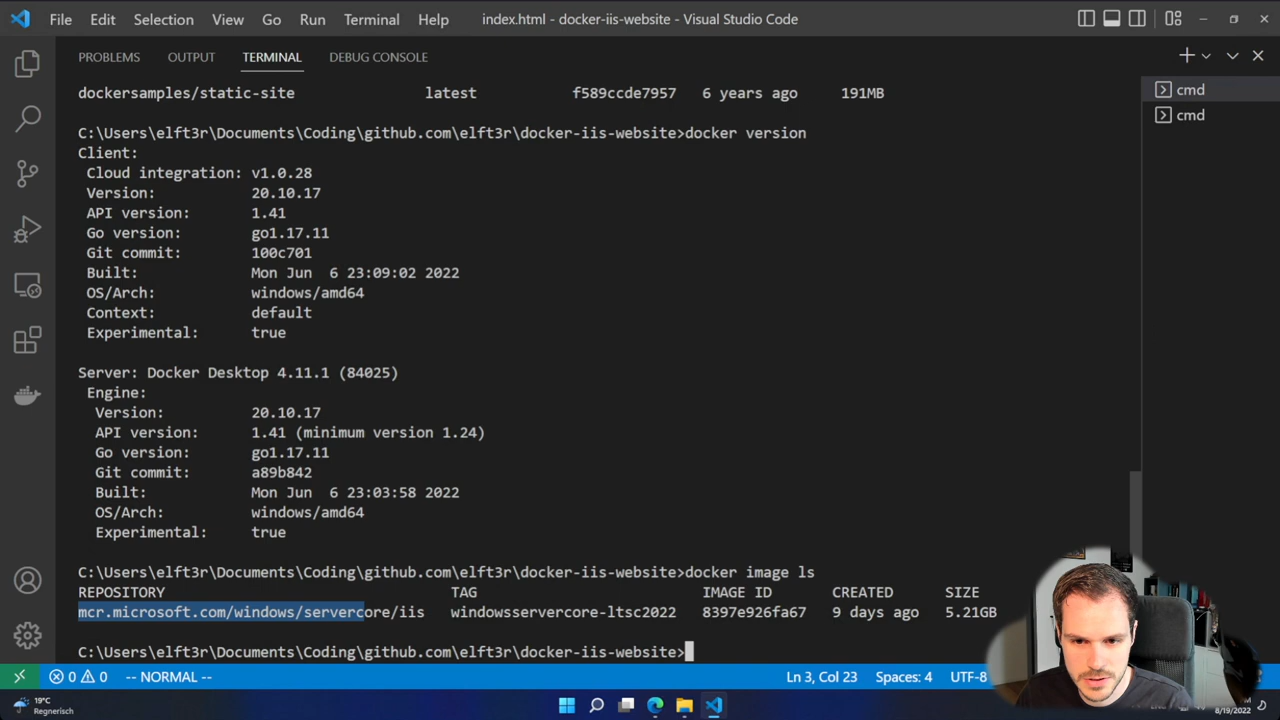 File Edit Selection View Go Run Terminal Help index.html - docker-iis-website - Visual Studio Code
PROBLEMS OUTPUT TERMINAL DEBUG CONSOLE
dockersamples/static-site latest f589ccde7957 6 years ago 191MB
cmd
cmd
C:\Users\elft3r\Documents\Coding\github.com\elft3r\docker-iis-website>docker version
Client:
Cloud integration: v1.0.28
Version: 20.10.17
API version: 1.41
Go version: go1.17.11
Git commit: 100c701
Built: Mon Jun 6 23:09:02 2022
OS/Arch: windows/amd64
Context: default
Experimental: true
Server: Docker Desktop 4.11.1 (84025)
Engine:
Version: 20.10.17
API version: 1.41 (minimum version 1.24)
Go version: go1.17.11
Git commit: a89b842
Built: Mon Jun 6 23:03:58 2022
OS/Arch: windows/amd64
Experimental: true
C:\Users\elft3r\Documents\Coding\github.com\elft3r\docker-iis-website>docker image ls
REPOSITORY TAG IMAGE ID CREATED SIZE
mcr.microsoft.com/windows/servercore/iis windowsservercore-ltsc2022 8397e926fa67 9 days ago 5.21GB
C:\Users\elft3r\Documents\Coding\github.com\elft3r\docker-iis-website>
0 0 -- NORMAL -- Ln 3, Col 23 Spaces: 4 UTF-8
19°C
Regnerisch
8/19/2022